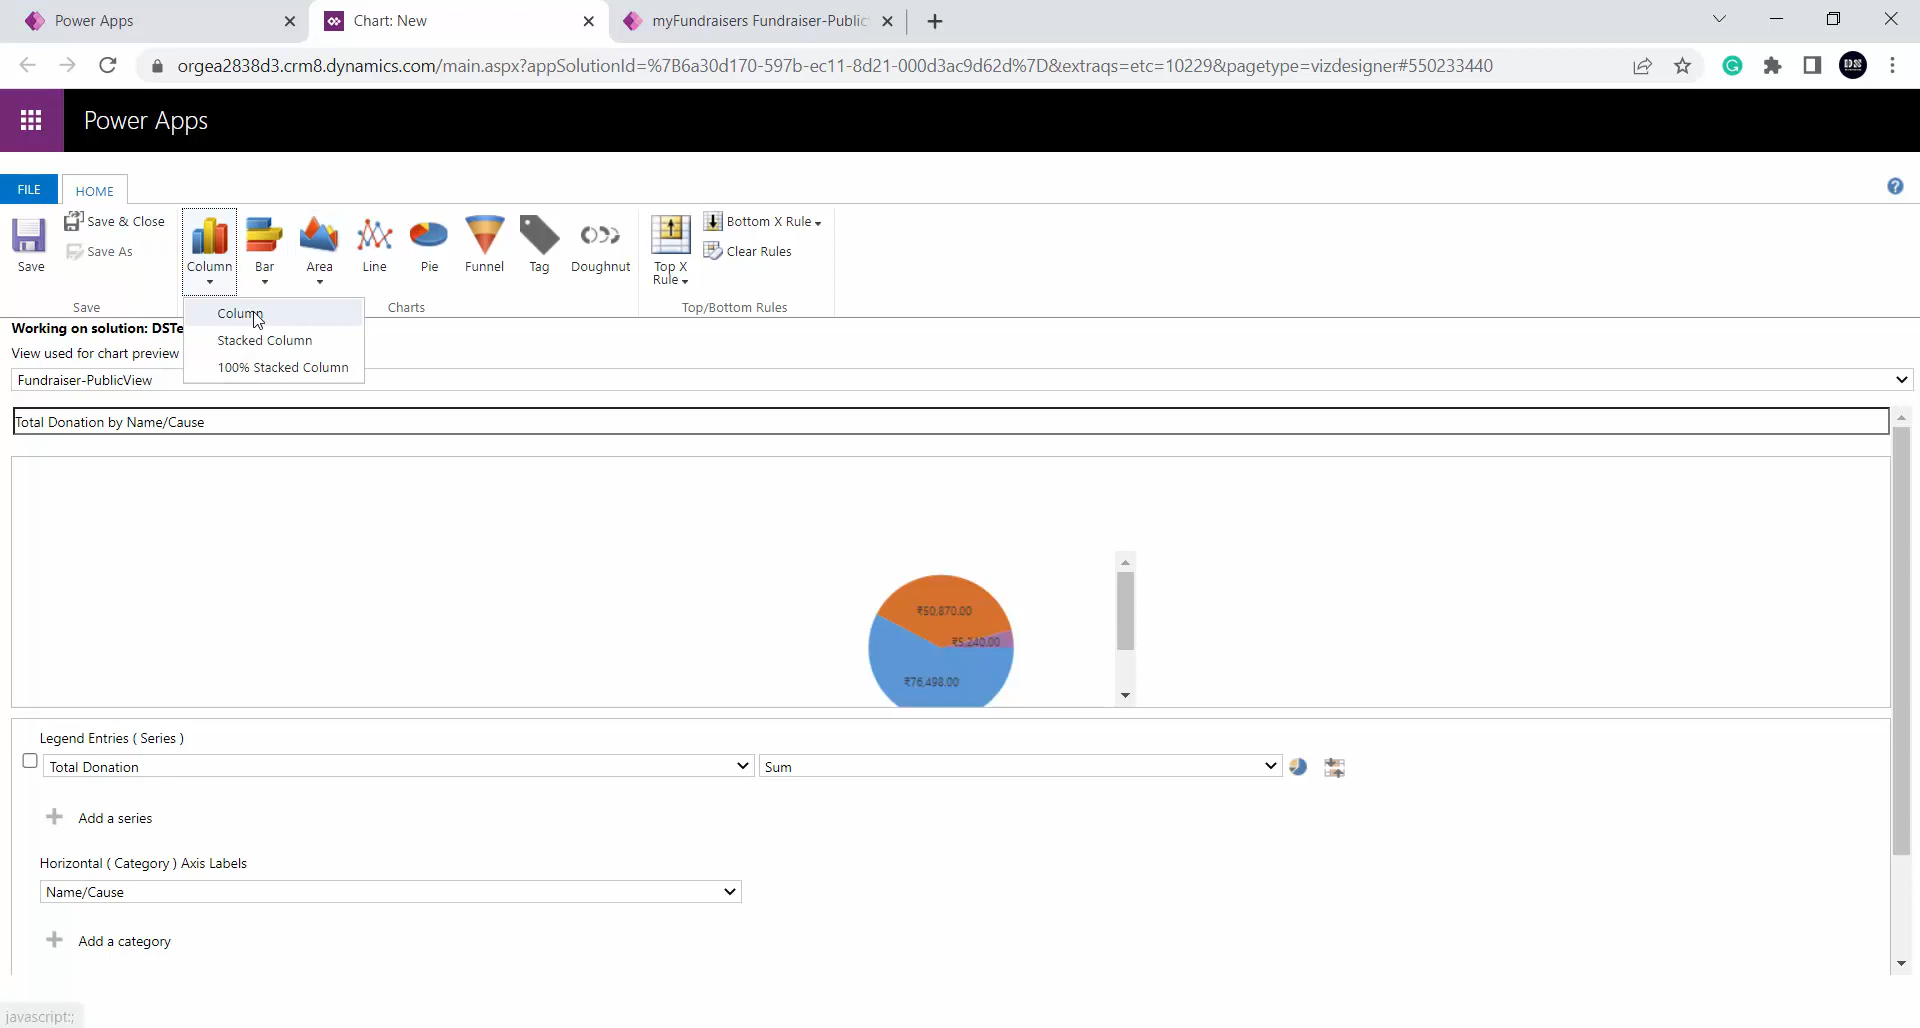 Power Apps
Chart: New
myFundraisers Fundraiser-Public
orgea2838d3.crm8.dynamics.com/main.aspx?appSolutionId=%7B6a30d170-597b-ec11-8d21-000d3ac9d62d%7D&extraqs=etc=10229&pagetype=vizdesigner#550233440
Power Apps
FILE
HOME
Save
Save & Close
Save As
Save
Column
Bar
Area
Line
Pie
Funnel
Tag
Doughnut
Charts
Top X
Rule
Bottom X Rule
Clear Rules
Top/Bottom Rules
Column
Stacked Column
100% Stacked Column
Working on solution: DSTe
View used for chart preview
Fundraiser-PublicView
Total Donation by Name/Cause
₹50,870.00
₹5,240.00
₹76,498.00
Legend Entries ( Series )
Total Donation
Sum
Add a series
Horizontal ( Category ) Axis Labels
Name/Cause
Add a category
javascript:;